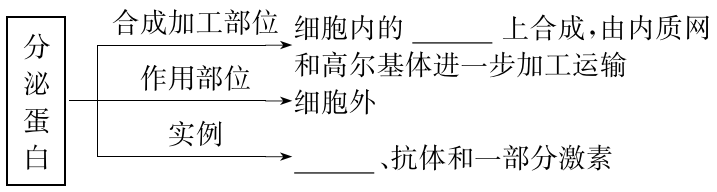 分泌蛋白
合成加工部位
细胞内的 ______ 上合成,由内质网
和高尔基体进一步加工运输
作用部位
细胞外
实例
______、抗体和一部分激素